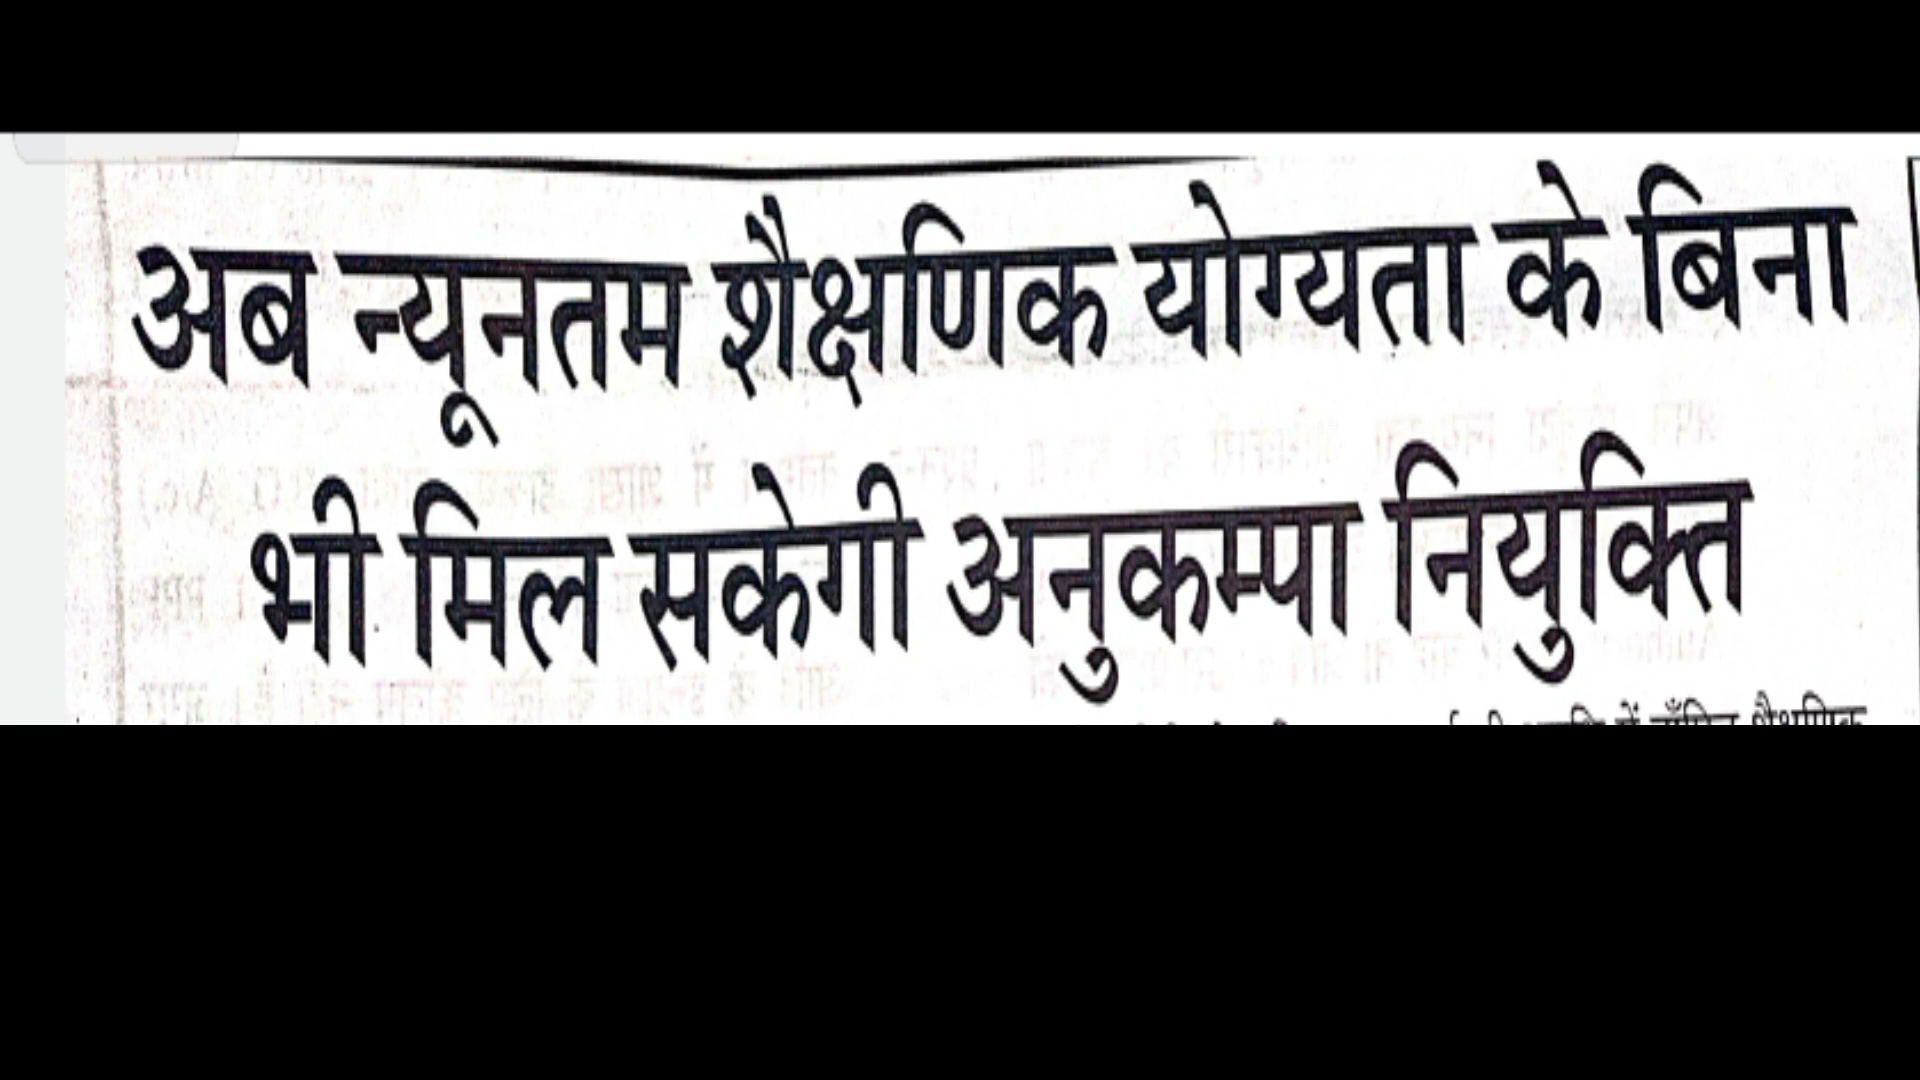 अब न्यूनतम शैक्षणिक योग्यता के बिना
भी मिल सकेगी अनुकम्पा नियुक्ति